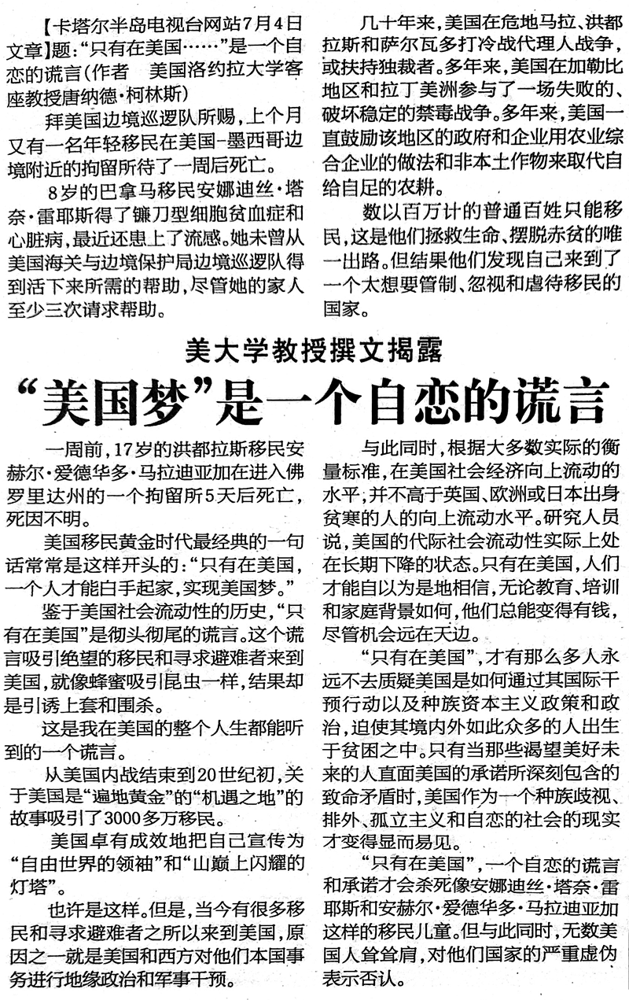 美大学教授撰文揭露
“美国梦”是一个自恋的谎言
【卡塔尔半岛电视台网站7月4日
文章】题：“只有在美国……”是一个自
恋的谎言（作者　美国洛约拉大学客
座教授唐纳德·柯林斯）
拜美国边境巡逻队所赐，上个月
又有一名年轻移民在美国-墨西哥边
境附近的拘留所待了一周后死亡。
8岁的巴拿马移民安娜迪丝·塔
奈·雷耶斯得了镰刀型细胞贫血症和
心脏病，最近还患上了流感。她未曾从
美国海关与边境保护局边境巡逻队得
到活下来所需的帮助，尽管她的家人
至少三次请求帮助。
一周前，17岁的洪都拉斯移民安
赫尔·爱德华多·马拉迪亚加在进入佛
罗里达州的一个拘留所5天后死亡，
死因不明。
美国移民黄金时代最经典的一句
话常常是这样开头的：“只有在美国，
一个人才能白手起家，实现美国梦。”
鉴于美国社会流动性的历史，“只
有在美国”是彻头彻尾的谎言。这个谎
言吸引绝望的移民和寻求避难者来到
美国，就像蜂蜜吸引昆虫一样，结果却
是引诱上套和围杀。
这是我在美国的整个人生都能听
到的一个谎言。
从美国内战结束到20世纪初，关
于美国是“遍地黄金”的“机遇之地”的
故事吸引了3000多万移民。
美国卓有成效地把自己宣传为
“自由世界的领袖”和“山巅上闪耀的
灯塔”。
也许是这样。但是，当今有很多移
民和寻求避难者之所以来到美国，原
因之一就是美国和西方对他们本国事
务进行地缘政治和军事干预。
几十年来，美国在危地马拉、洪都
拉斯和萨尔瓦多打冷战代理人战争，
或扶持独裁者。多年来，美国在加勒比
地区和拉丁美洲参与了一场失败的、
破坏稳定的禁毒战争。多年来，美国一
直鼓励该地区的政府和企业用农业综
合企业的做法和非本土作物来取代自
给自足的农耕。
数以百万计的普通百姓只能移
民，这是他们拯救生命、摆脱赤贫的唯
一出路。但结果他们发现自己来到了
一个太想要管制、忽视和虐待移民的
国家。
与此同时，根据大多数实际的衡
量标准，在美国社会经济向上流动的
水平，并不高于英国、欧洲或日本出身
贫寒的人的向上流动水平。研究人员
说，美国的代际社会流动性实际上处
在长期下降的状态。只有在美国，人们
才能自以为是地相信，无论教育、培训
和家庭背景如何，他们总能变得有钱，
尽管机会远在天边。
“只有在美国”，才有那么多人永
远不去质疑美国是如何通过其国际干
预行动以及种族资本主义政策和政
治，迫使其境内外如此众多的人出生
于贫困之中。只有当那些渴望美好未
来的人直面美国的承诺所深刻包含的
致命矛盾时，美国作为一个种族歧视、
排外、孤立主义和自恋的社会的现实
才变得显而易见。
“只有在美国”，一个自恋的谎言
和承诺才会杀死像安娜迪丝·塔奈·雷
耶斯和安赫尔·爱德华多·马拉迪亚加
这样的移民儿童。但与此同时，无数美
国人耸耸肩，对他们国家的严重虚伪
表示否认。